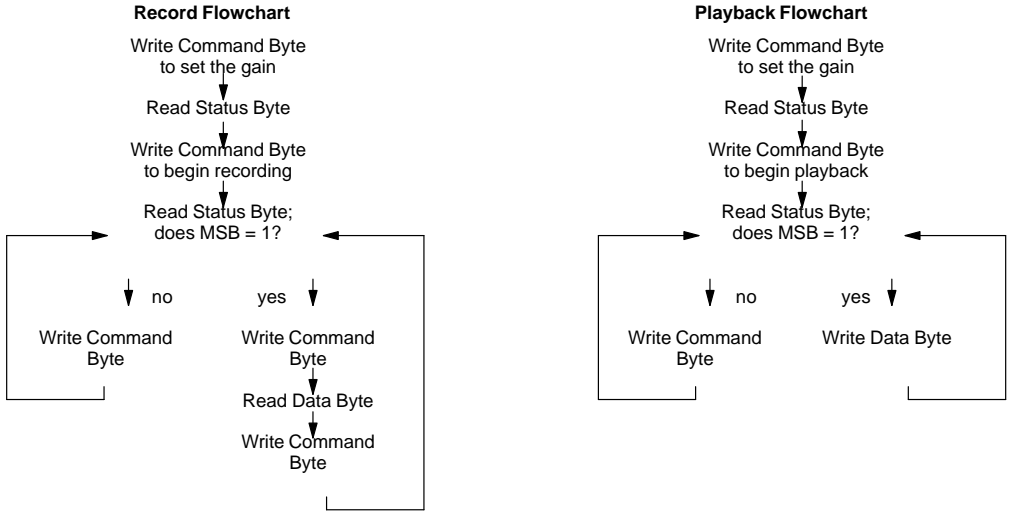 Record Flowchart
Write Command Byte
to set the gain
Read Status Byte
Write Command Byte
to begin recording
Read Status Byte;
does MSB = 1?
no
yes
Write Command
Byte
Write Command
Byte
Read Data Byte
Write Command
Byte
Playback Flowchart
Write Command Byte
to set the gain
Read Status Byte
Write Command Byte
to begin playback
Read Status Byte;
does MSB = 1?
no
yes
Write Command
Byte
Write Data Byte